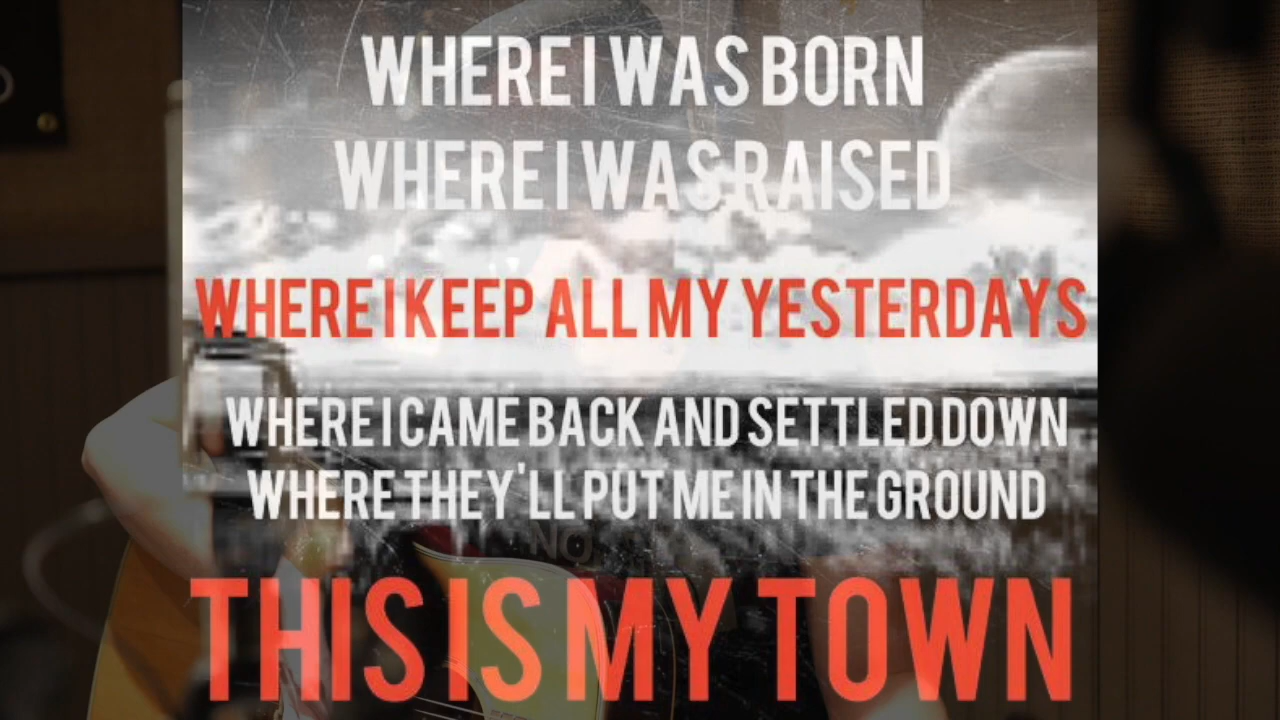 WHERE I WAS BORN
WHERE I WAS RAISED
WHERE I KEEP ALL MY YESTERDAYS
WHERE I CAME BACK AND SETTLED DOWN
WHERE THEY'LL PUT ME IN THE GROUND
NO
THIS IS MY TOWN